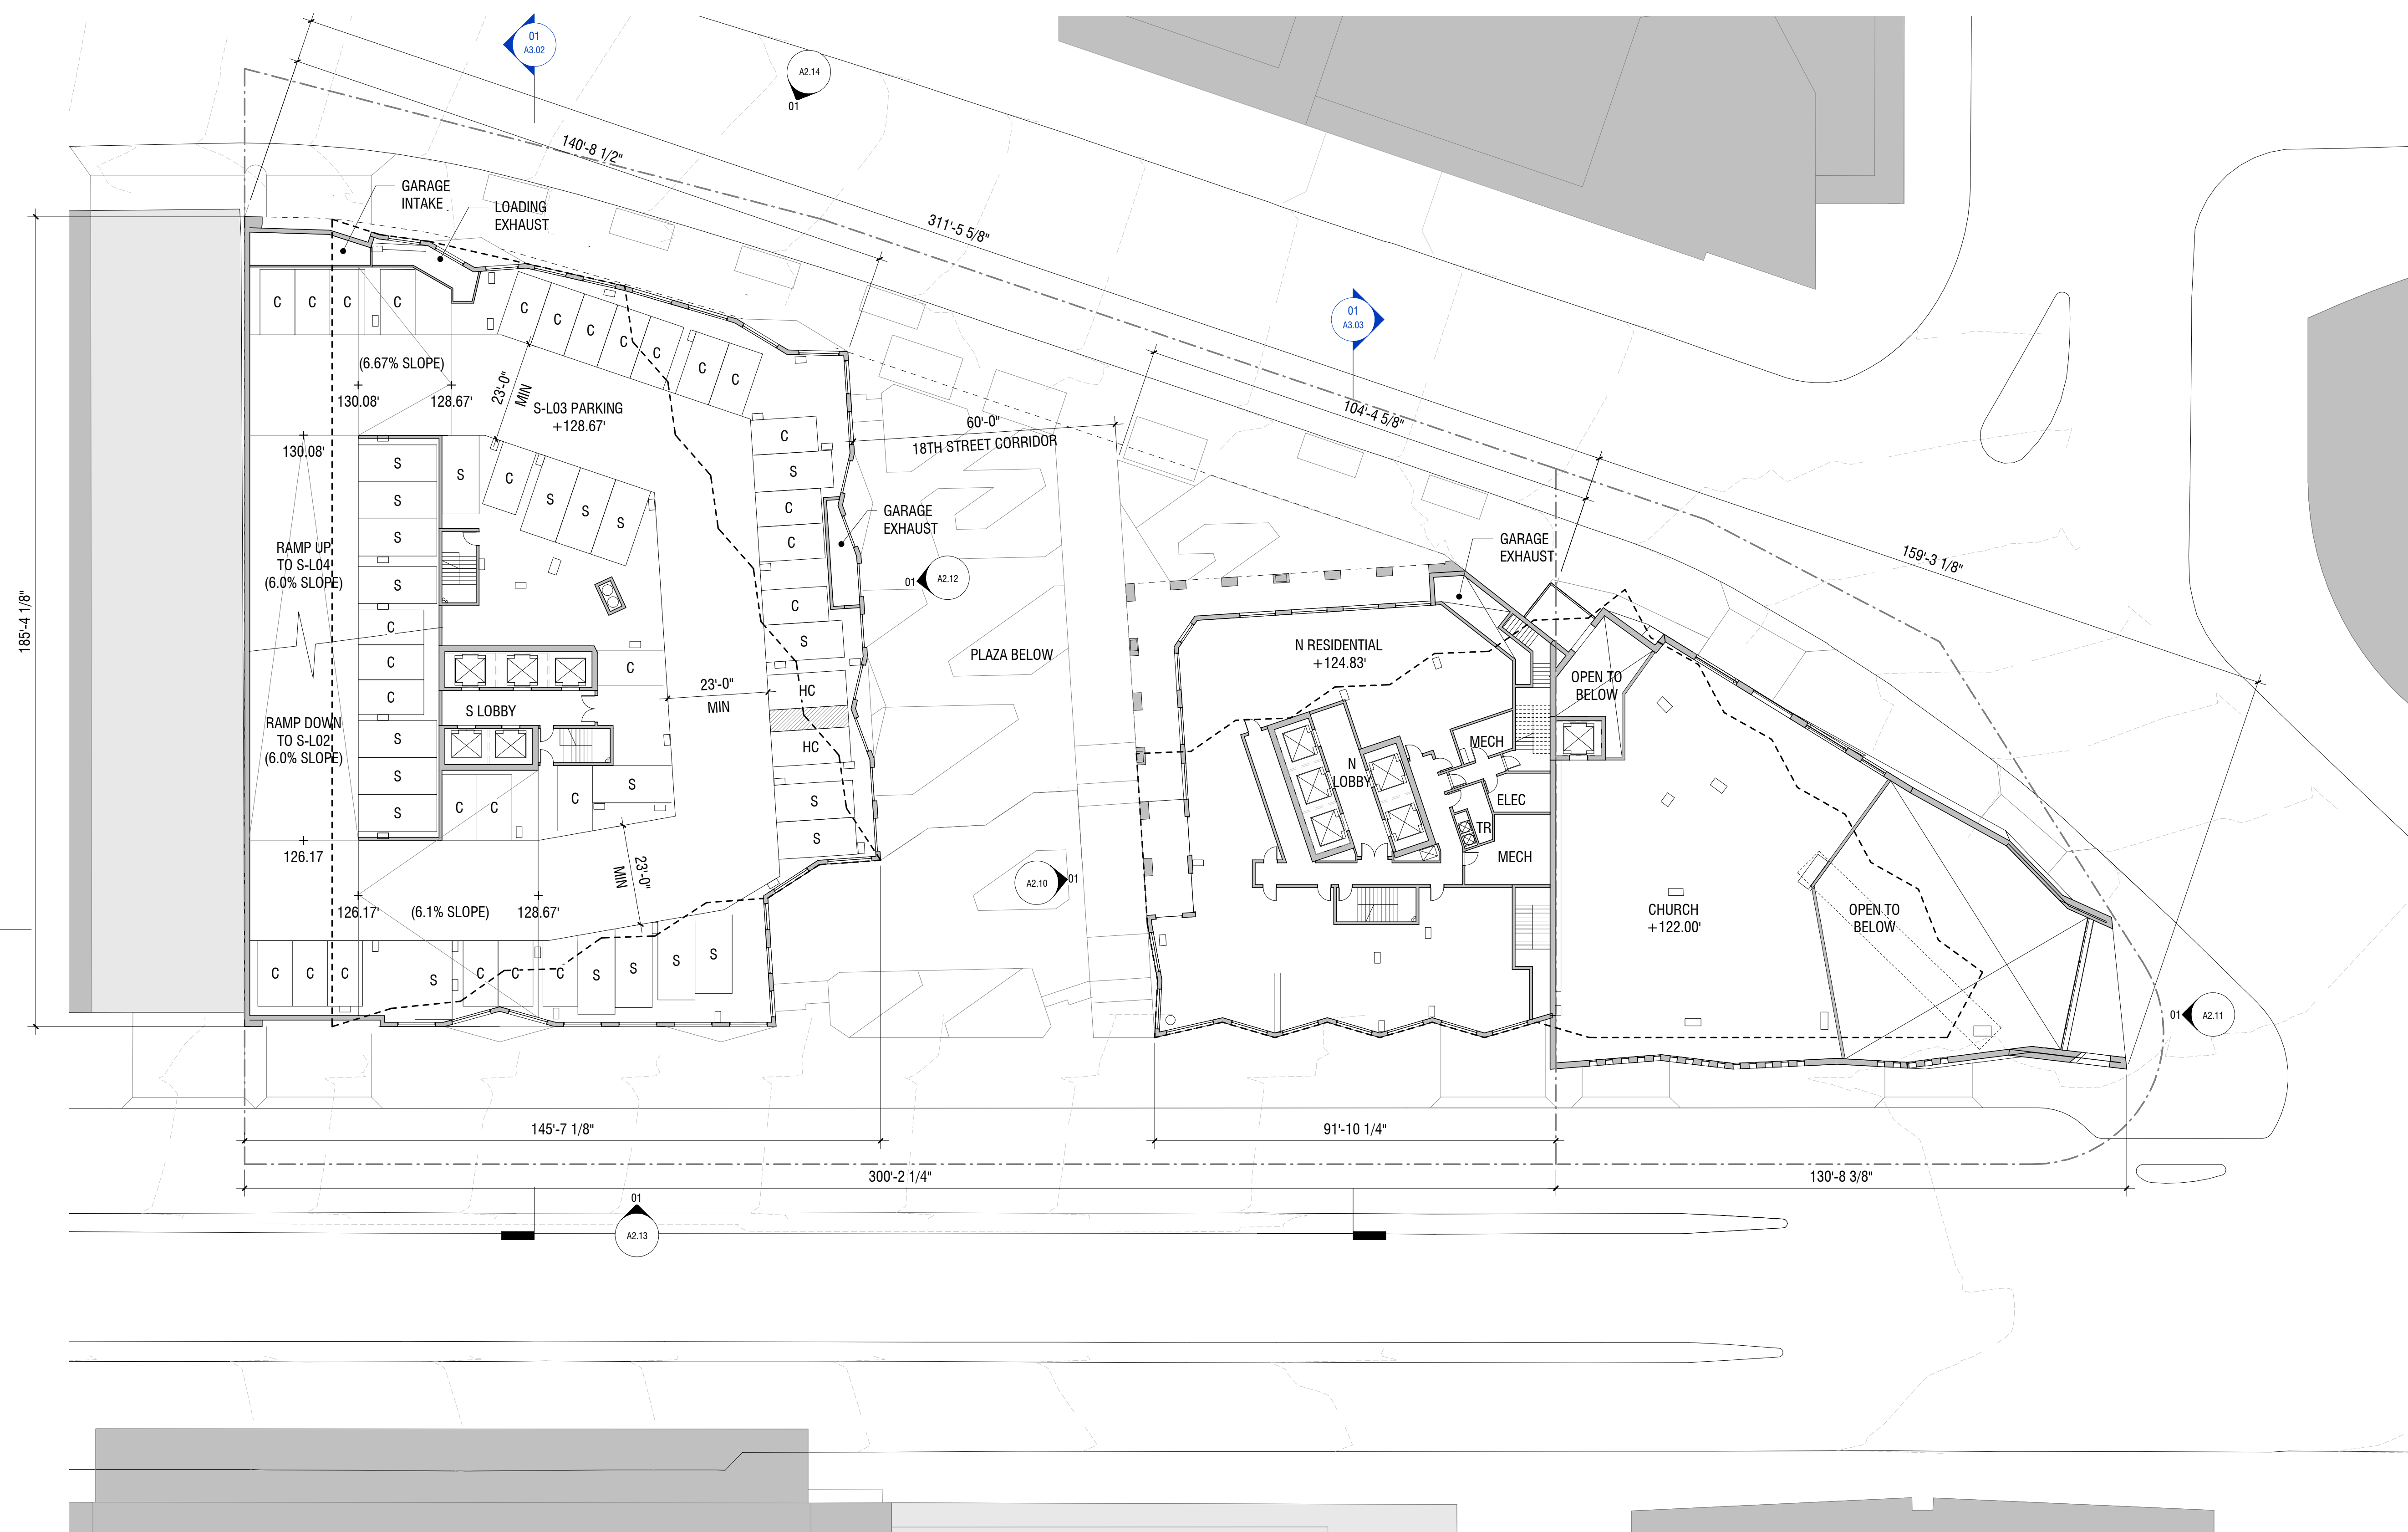 01
A3.02
A2.14
01
140'-8 1/2"
311'-5 5/8"
GARAGE
INTAKE
LOADING
EXHAUST
C
C
C
C
C
C
C
C
C
C
C
(6.67% SLOPE)
130.08'
128.67'
23'-0"
MIN
S-L03 PARKING
+128.67'
01
A3.03
104'-4 5/8"
60'-0"
18TH STREET CORRIDOR
130.08'
C
S
C
C
C
S
HC
HC
S
S
S
S
S
S
C
C
C
S
S
S
S
C
S
S
S
GARAGE
EXHAUST
01
A2.12
GARAGE
EXHAUST
159'-3 1/8"
185'-4 1/8"
RAMP UP
TO S-L04
(6.0% SLOPE)
PLAZA BELOW
N RESIDENTIAL
+124.83'
OPEN TO
BELOW
C
S LOBBY
23'-0"
MIN
RAMP DOWN
TO S-L02
(6.0% SLOPE)
MECH
N
LOBBY
ELEC
TR
MECH
C
C
C
S
126.17
23'-0"
MIN
A2.10
01
126.17'
(6.1% SLOPE)
128.67'
CHURCH
+122.00'
OPEN TO
BELOW
C
C
C
S
C
C
C
S
S
S
S
01
A2.11
145'-7 1/8"
91'-10 1/4"
300'-2 1/4"
130'-8 3/8"
01
A2.13